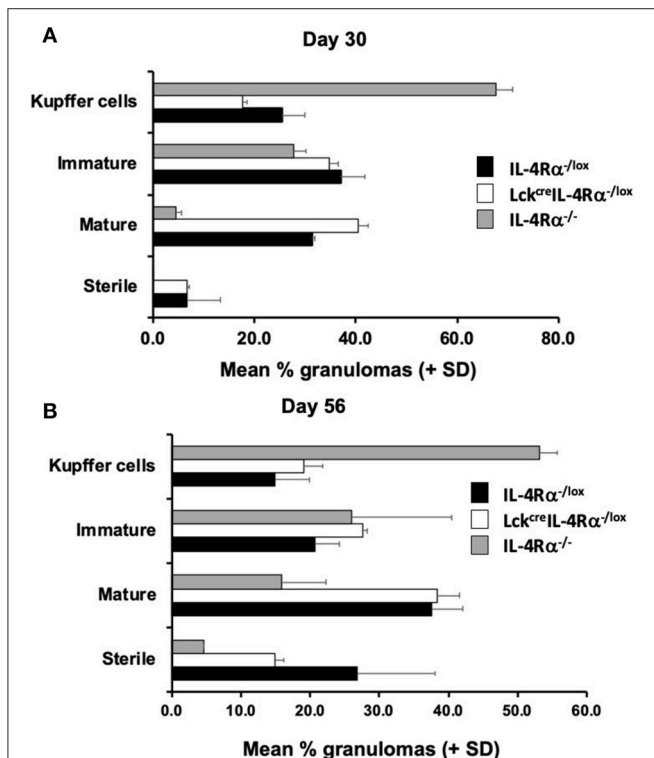 A
Day 30
Kupffer cells
Immature
Mature
Sterile
IL-4Rα-/lox
LckcreIL-4Rα-/lox
IL-4Rα-/-
0.0 20.0 40.0 60.0 80.0
Mean % granulomas (+ SD)
B
Day 56
Kupffer cells
Immature
Mature
Sterile
IL-4Rα-/lox
LckcreIL-4Rα-/lox
IL-4Rα-/-
0.0 10.0 20.0 30.0 40.0 50.0 60.0
Mean % granulomas (+ SD)